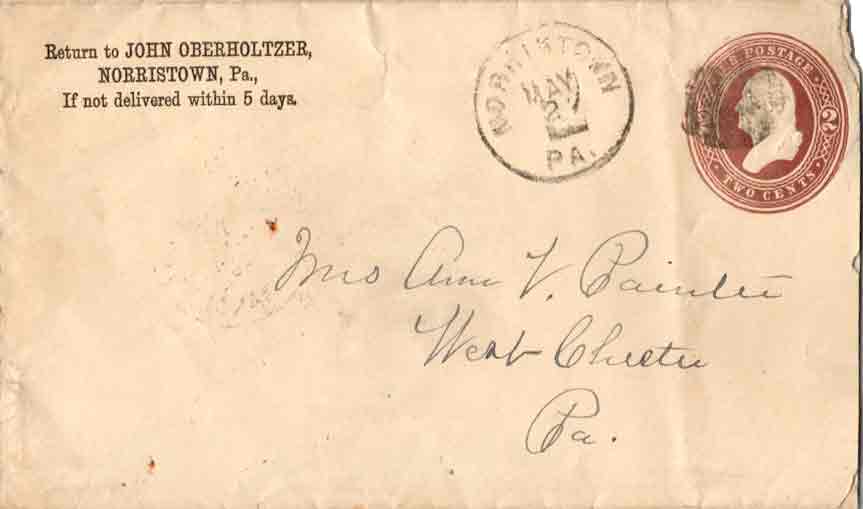 Return to JOHN OBERHOLTZER,
NORRISTOWN, Pa.,
If not delivered within 5 days.
NORRISTOWN
MAY
PA.
U.S. POSTAGE
2
TWO CENTS
Mrs Ann V. Painter
West Chester
Pa.